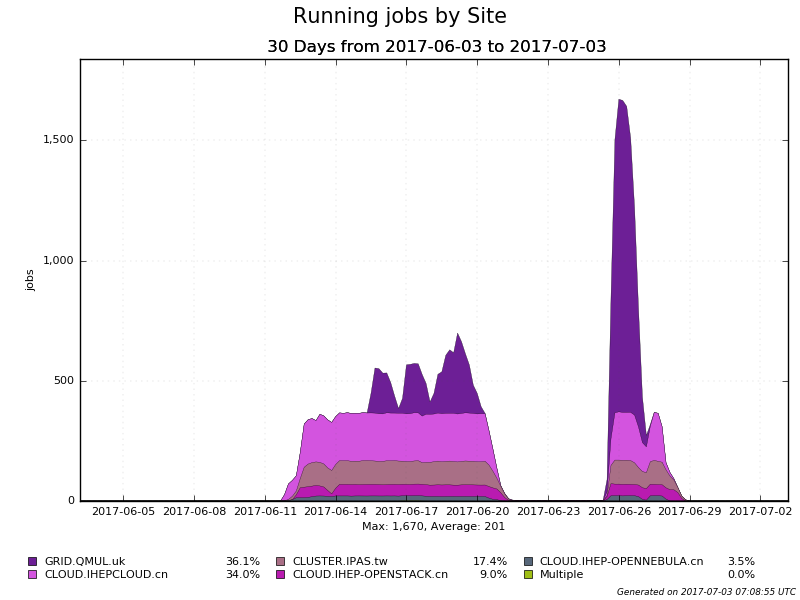 Running jobs by Site
30 Days from 2017-06-03 to 2017-07-03
1,500
1,000
500
0
jobs
2017-06-05 2017-06-08 2017-06-11 2017-06-14 2017-06-17 2017-06-20 2017-06-23 2017-06-26 2017-06-29 2017-07-02
Max: 1,670, Average: 201
GRID.QMUL.uk 36.1% CLUSTER.IPAS.tw 17.4% CLOUD.IHEP-OPENNEBULA.cn 3.5%
CLOUD.IHEPCLOUD.cn 34.0% CLOUD.IHEP-OPENSTACK.cn 9.0% Multiple 0.0%
Generated on 2017-07-03 07:08:55 UTC